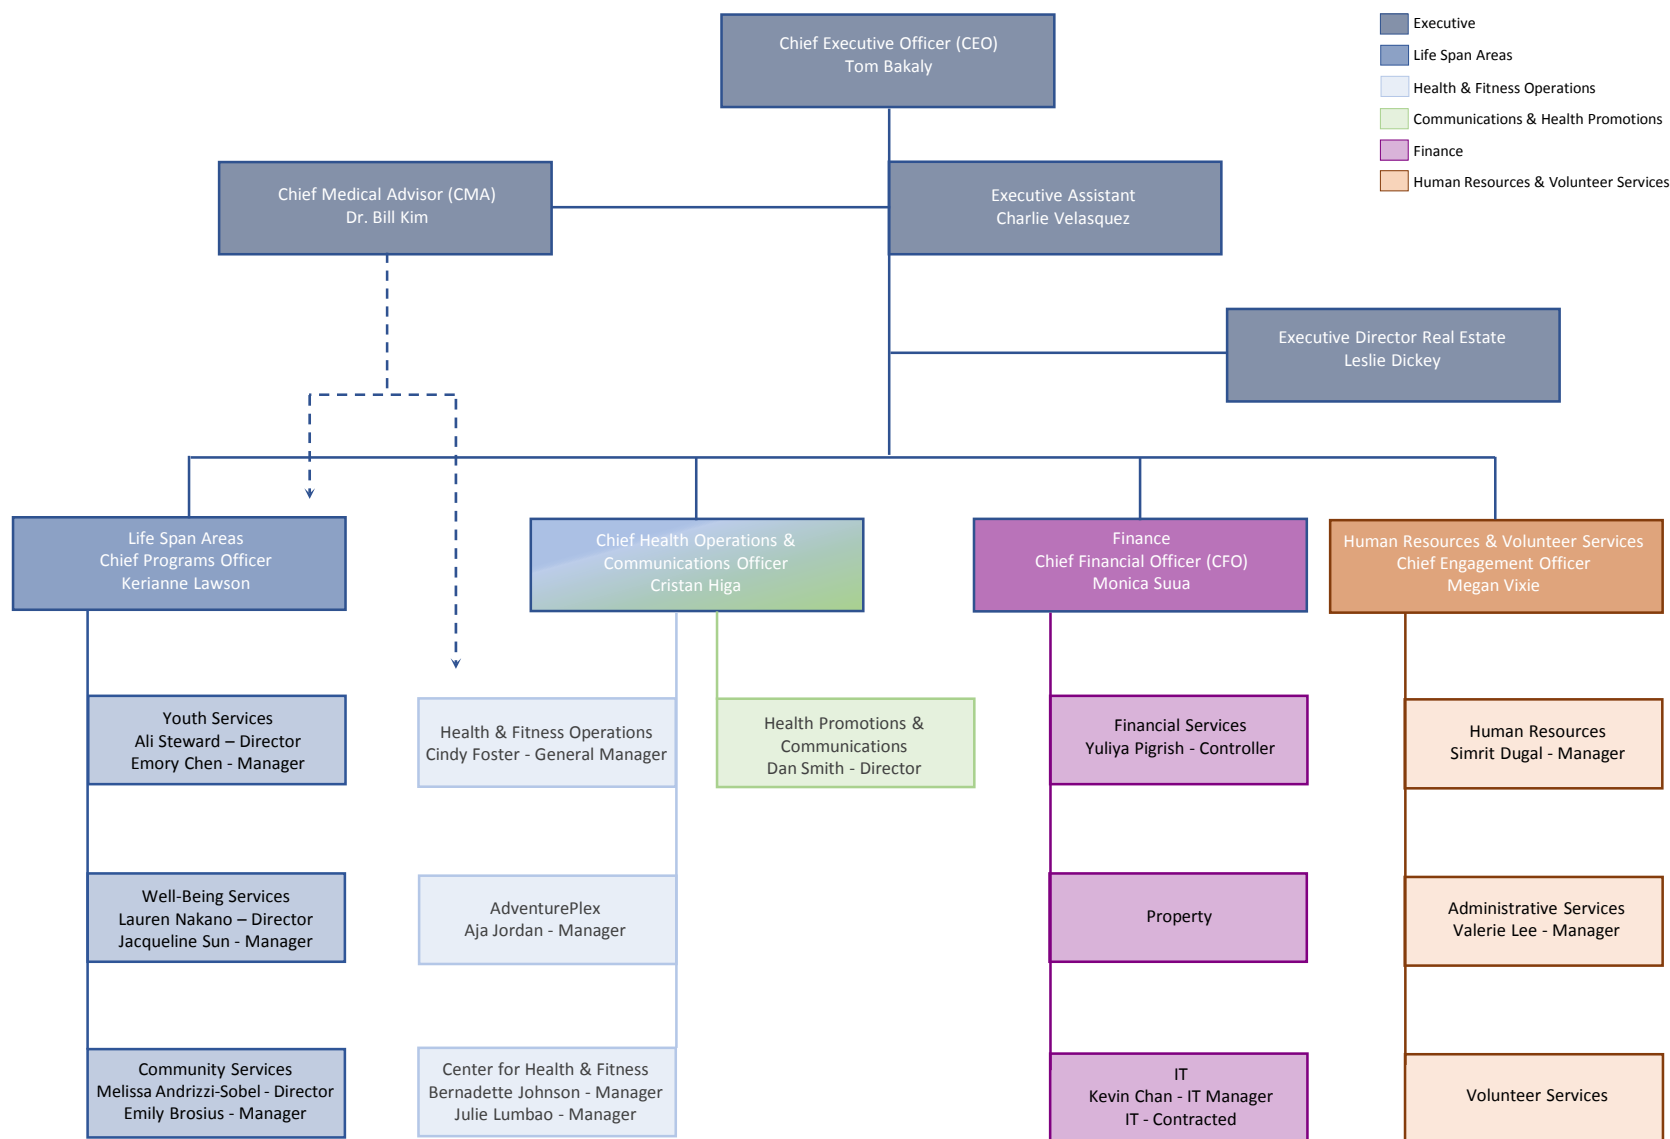 Chief Executive Officer (CEO)
Tom Bakaly
Executive
Life Span Areas
Health & Fitness Operations
Communications & Health Promotions
Finance
Human Resources & Volunteer Services
Chief Medical Advisor (CMA)
Dr. Bill Kim
Executive Assistant
Charlie Velasquez
Executive Director Real Estate
Leslie Dickey
Life Span Areas
Chief Programs Officer
Kerianne Lawson
Chief Health Operations &
Communications Officer
Cristan Higa
Finance
Chief Financial Officer (CFO)
Monica Suua
Human Resources & Volunteer Services
Chief Engagement Officer
Megan Vixie
Youth Services
Ali Steward – Director
Emory Chen - Manager
Health & Fitness Operations
Cindy Foster - General Manager
Health Promotions &
Communications
Dan Smith - Director
Financial Services
Yuliya Pigrish - Controller
Human Resources
Simrit Dugal - Manager
Well-Being Services
Lauren Nakano – Director
Jacqueline Sun - Manager
AdventurePlex
Aja Jordan - Manager
Property
Administrative Services
Valerie Lee - Manager
Community Services
Melissa Andrizzi-Sobel - Director
Emily Brosius - Manager
Center for Health & Fitness
Bernadette Johnson - Manager
Julie Lumbao - Manager
IT
Kevin Chan - IT Manager
IT - Contracted
Volunteer Services